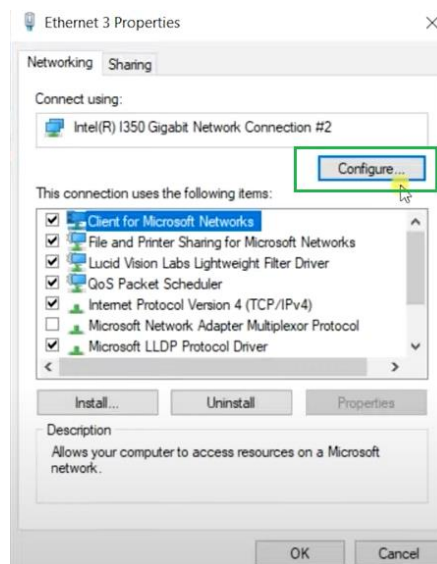 Ethernet 3 Properties
Networking Sharing
Connect using:
Intel(R) I350 Gigabit Network Connection #2
Configure...
This connection uses the following items:
Client for Microsoft Networks
File and Printer Sharing for Microsoft Networks
Lucid Vision Labs Lightweight Filter Driver
QoS Packet Scheduler
Internet Protocol Version 4 (TCP/IPv4)
Microsoft Network Adapter Multiplexor Protocol
Microsoft LLDP Protocol Driver
Install... Uninstall Properties
Description
Allows your computer to access resources on a Microsoft
network.
OK Cancel